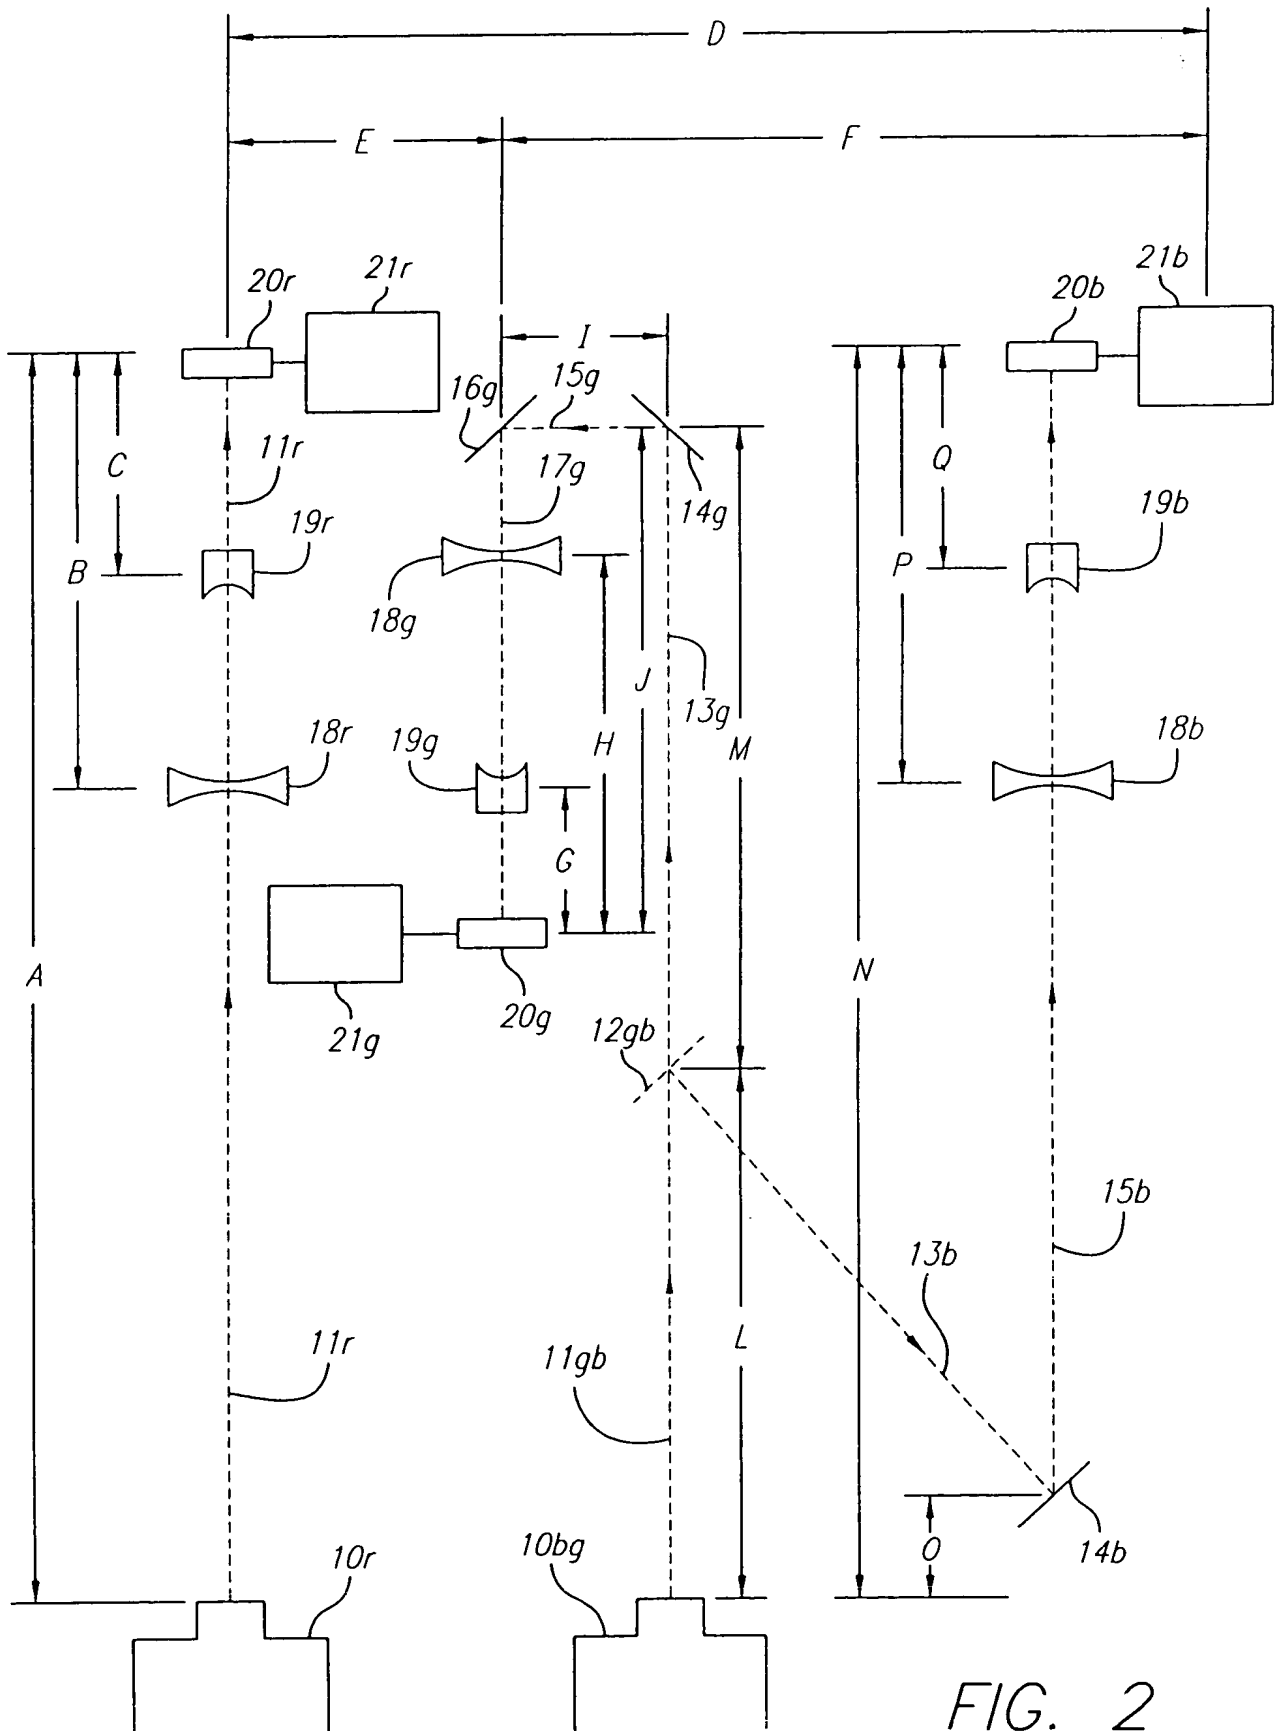 D
E F
21r 21b
20r 20b
I
16g 15g
C 11r 17g 14g Q
19r 19b
B 18g P
J
13g
18r 19g H M 18b
G
A N
21g 20g 12gb
15b
13b
11r 11gb L
10r 10bg O 14b
FIG. 2